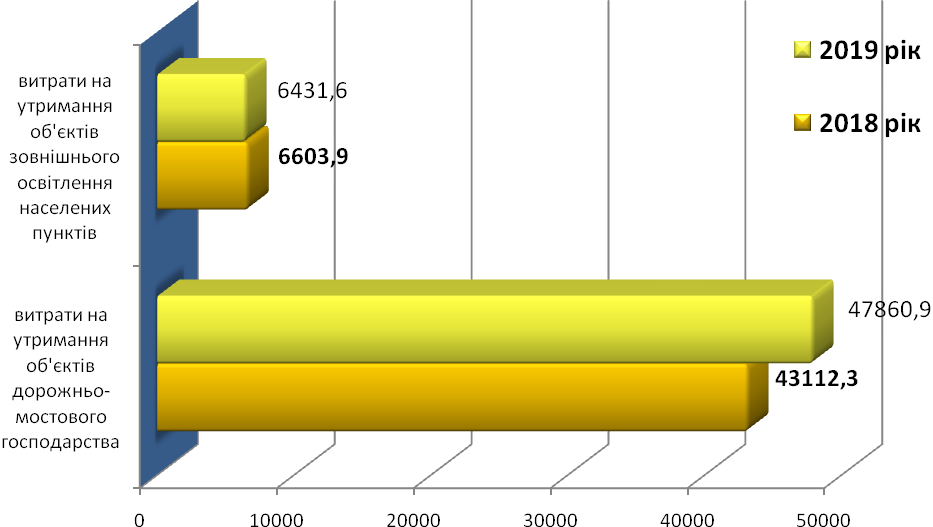 2019 рік
2018 рік
витрати на
утримання
об'єктів
зовнішнього
освітлення
населених
пунктів
6431,6
6603,9
витрати на
утримання
об'єктів
дорожньо-
мостового
господарства
47860,9
43112,3
0 10000 20000 30000 40000 50000